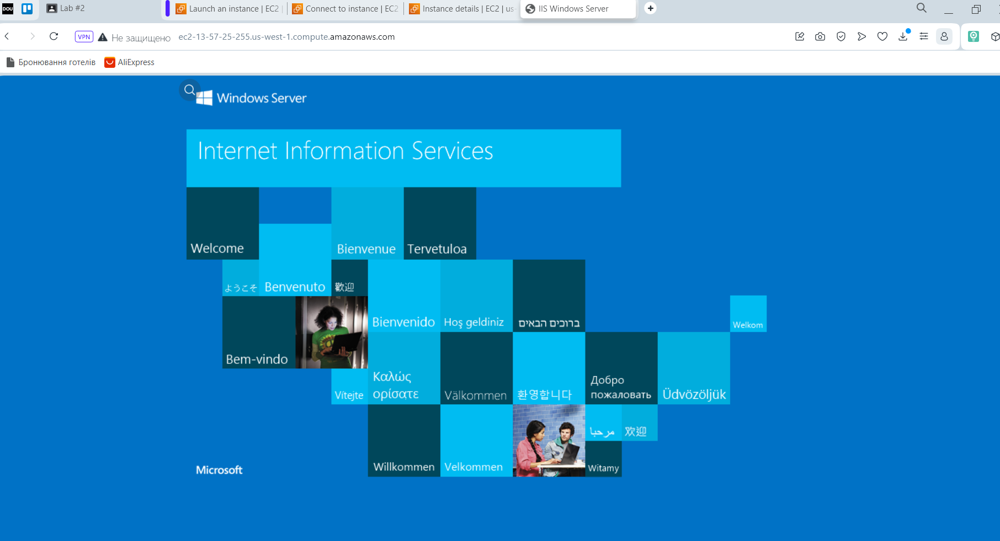 DOU
Lab #2
Launch an instance | EC2 |
Connect to instance | EC2
Instance details | EC2 | us-
IIS Windows Server
VPN
Не защищено
ec2-13-57-25-255.us-west-1.compute.amazonaws.com
Бронювання готелів
AliExpress
Windows Server
Internet Information Services
Welcome
Bienvenue
Tervetuloa
ようこそ
Benvenuto
歡迎
Bienvenido
Hoş geldiniz
ברוכים הבאים
Welkom
Bem-vindo
Vítejte
Καλώς
ορίσατε
Välkommen
환영합니다
Добро
пожаловать
Üdvözöljük
مرحبا
欢迎
Willkommen
Velkommen
Witamy
Microsoft